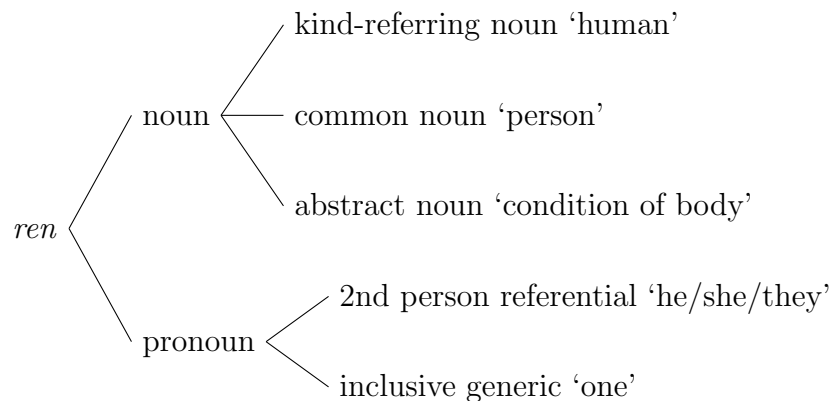 kind-referring noun ‘human’
noun
common noun ‘person’
abstract noun ‘condition of body’
ren
2nd person referential ‘he/she/they’
pronoun
inclusive generic ‘one’